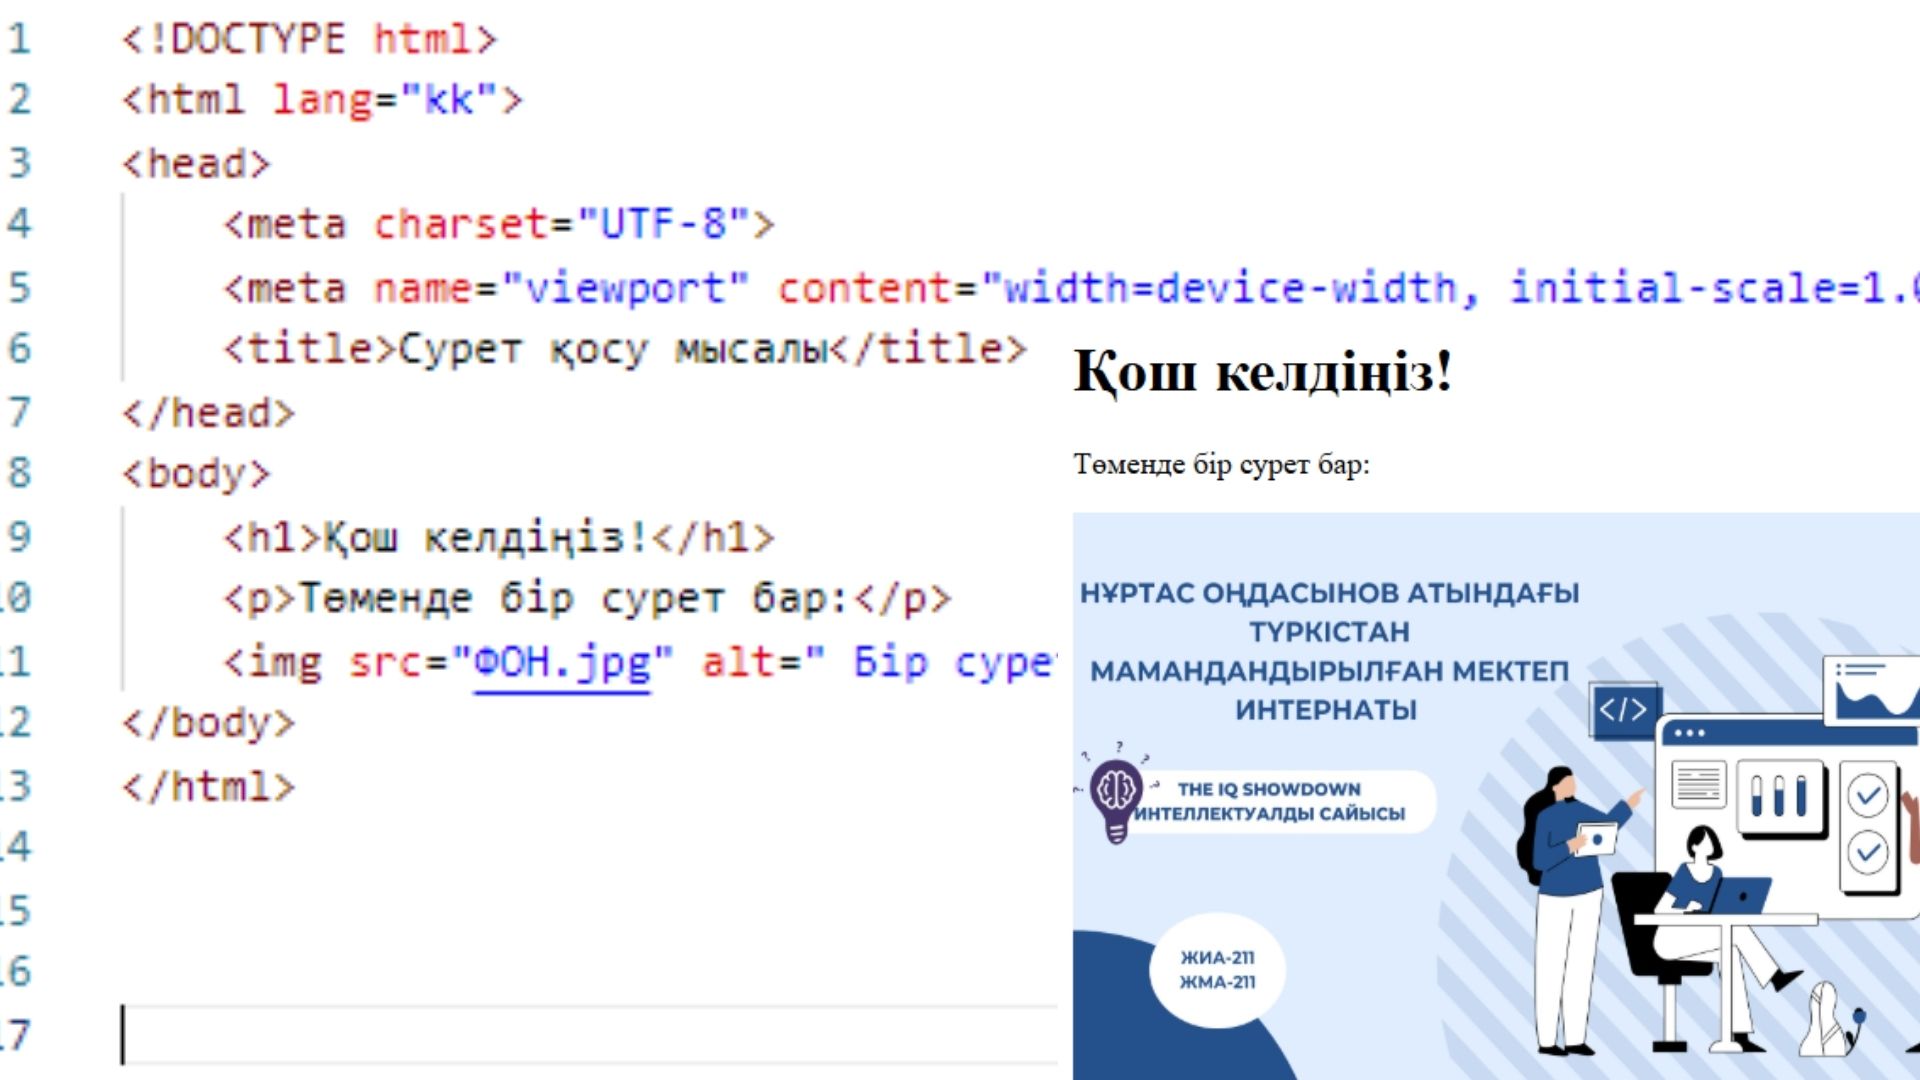 1 <!DOCTYPE html>
2 <html lang="kk">
3 <head>
4 <meta charset="UTF-8">
5 <meta name="viewport" content="width=device-width, initial-scale=1.0
6 <title>Сурет қосу мысалы</title>
7 </head>
8 <body>
9 <h1>Қош келдіңіз!</h1>
10 <p>Төменде бір сурет бар:</p>
11 <img src="ФОН.jpg" alt=" Бір суре
12 </body>
13 </html>
14
15
16
17
Қош келдіңіз!
Төменде бір сурет бар:
НҰРТАС ОҢДАСЫНОВ АТЫНДАҒЫ
ТҮРКІСТАН
МАМАНДАНДЫРЫЛҒАН МЕКТЕП
ИНТЕРНАТЫ
</>
THE IQ SHOWDOWN
ИНТЕЛЛЕКТУАЛДЫ САЙЫСЫ
ЖИА-211
ЖМА-211